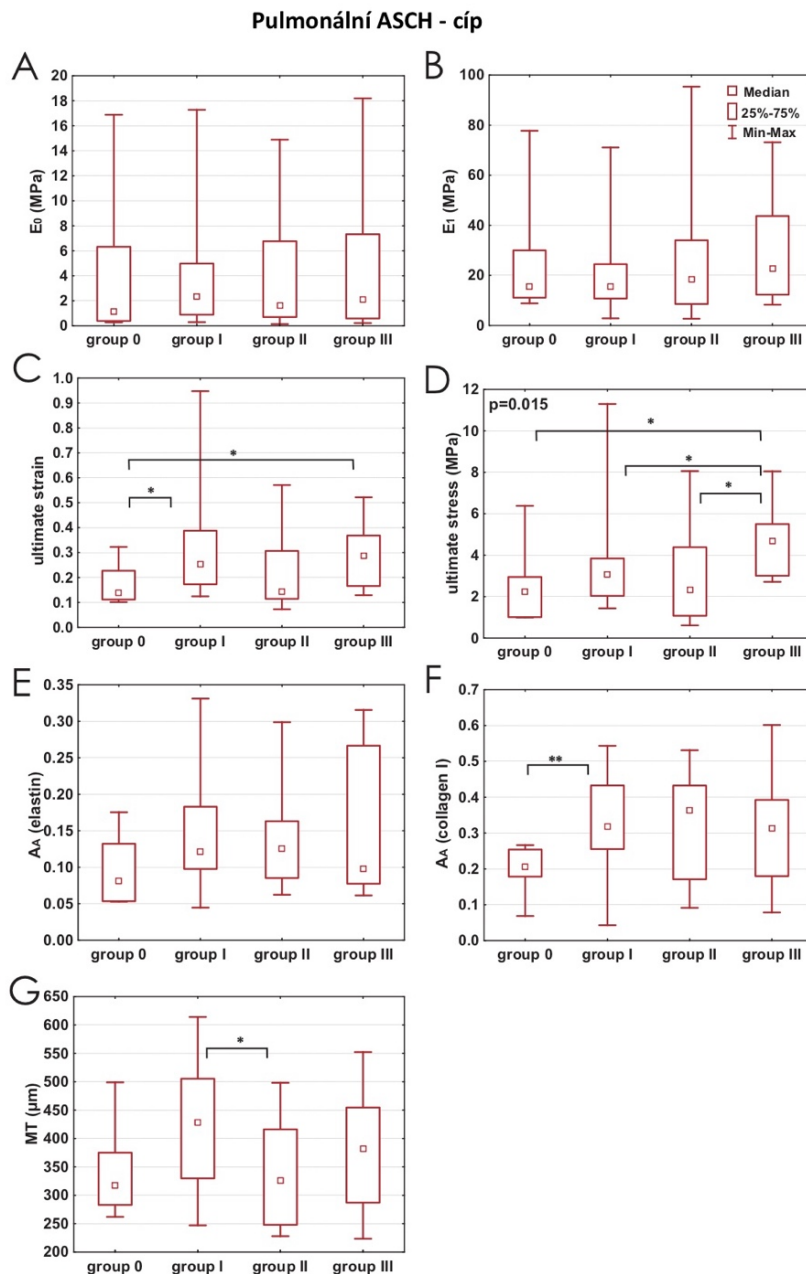 Pulmonální ASCH - cíp
A
20
18
16
14
12
10
8
6
4
2
0
E₀ (MPa)
group 0 group I group II group III
B
100
80
60
40
20
0
E₁ (MPa)
Median
25%-75%
Min-Max
group 0 group I group II group III
C
1.0
0.9
0.8
0.7
0.6
0.5
0.4
0.3
0.2
0.1
0.0
ultimate strain
*
*
group 0 group I group II group III
D
12
10
8
6
4
2
0
ultimate stress (MPa)
p=0.015
*
*
*
group 0 group I group II group III
E
0.35
0.30
0.25
0.20
0.15
0.10
0.05
0.00
AA (elastin)
group 0 group I group II group III
F
0.7
0.6
0.5
0.4
0.3
0.2
0.1
0.0
AA (collagen I)
**
group 0 group I group II group III
G
650
600
550
500
450
400
350
300
250
200
MT (µm)
*
group 0 group I group II group III